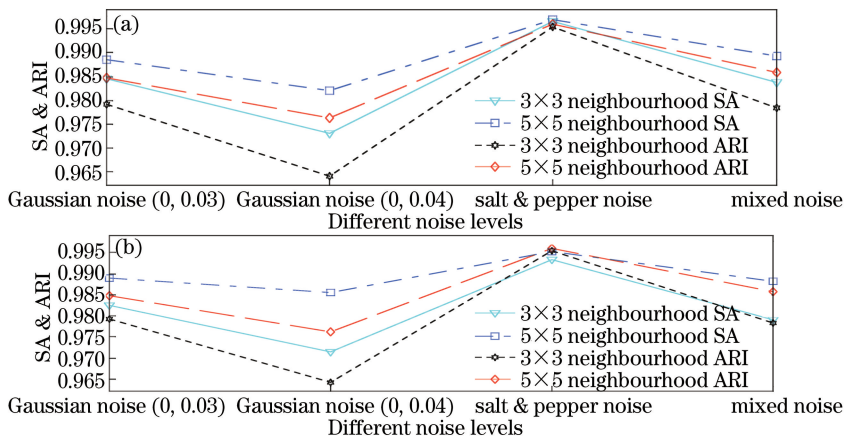 (a)
0.995
0.990
0.985
0.980
0.975
0.970
0.965
SA & ARI
3×3 neighbourhood SA
5×5 neighbourhood SA
3×3 neighbourhood ARI
5×5 neighbourhood ARI
Gaussian noise (0, 0.03) Gaussian noise (0, 0.04) salt & pepper noise mixed noise
Different noise levels
(b)
0.995
0.990
0.985
0.980
0.975
0.970
0.965
SA & ARI
3×3 neighbourhood SA
5×5 neighbourhood SA
3×3 neighbourhood ARI
5×5 neighbourhood ARI
Gaussian noise (0, 0.03) Gaussian noise (0, 0.04) salt & pepper noise mixed noise
Different noise levels